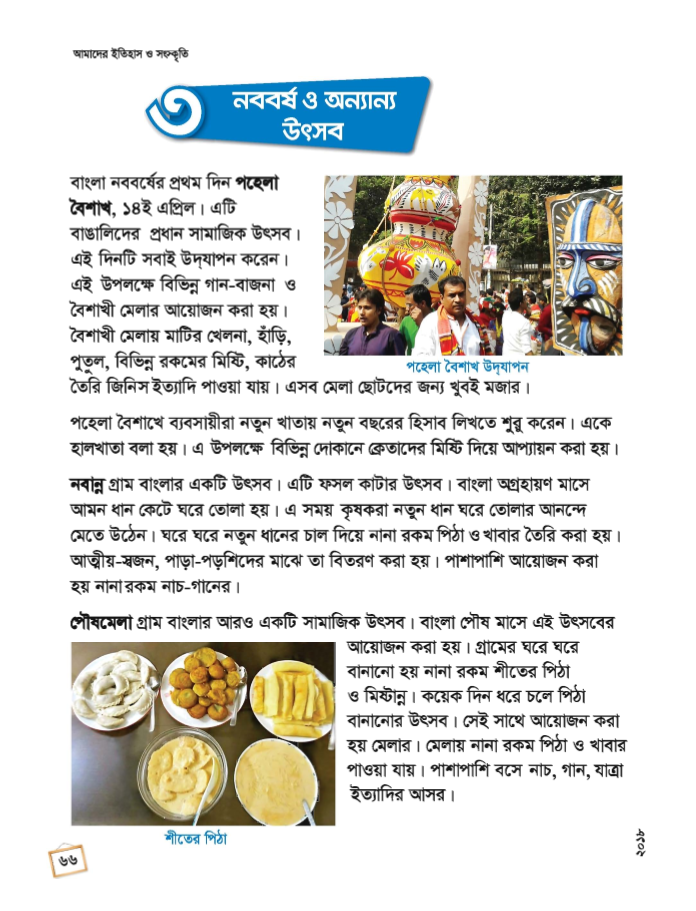 আমাদের ইতিহাস ও সংস্কৃতি
৩
নববর্ষ ও অন্যান্য
উৎসব
বাংলা নববর্ষের প্রথম দিন পহেলা
বৈশাখ, ১৪ই এপ্রিল। এটি
বাঙালিদের প্রধান সামাজিক উৎসব।
এই দিনটি সবাই উদ্‌যাপন করেন।
এই উপলক্ষে বিভিন্ন গান-বাজনা ও
বৈশাখী মেলার আয়োজন করা হয়।
বৈশাখী মেলায় মাটির খেলনা, হাঁড়ি,
পুতুল, বিভিন্ন রকমের মিষ্টি, কাঠের
তৈরি জিনিস ইত্যাদি পাওয়া যায়। এসব মেলা ছোটদের জন্য খুবই মজার।
পহেলা বৈশাখ উদ্‌যাপন
পহেলা বৈশাখে ব্যবসায়ীরা নতুন খাতায় নতুন বছরের হিসাব লিখতে শুরু করেন। একে
হালখাতা বলা হয়। এ উপলক্ষে বিভিন্ন দোকানে ক্রেতাদের মিষ্টি দিয়ে আপ্যায়ন করা হয়।
নবান্ন গ্রাম বাংলার একটি উৎসব। এটি ফসল কাটার উৎসব। বাংলা অগ্রহায়ণ মাসে
আমন ধান কেটে ঘরে তোলা হয়। এ সময় কৃষকরা নতুন ধান ঘরে তোলার আনন্দে
মেতে উঠেন। ঘরে ঘরে নতুন ধানের চাল দিয়ে নানা রকম পিঠা ও খাবার তৈরি করা হয়।
আত্মীয়-স্বজন, পাড়া-পড়শিদের মাঝে তা বিতরণ করা হয়। পাশাপাশি আয়োজন করা
হয় নানা রকম নাচ-গানের।
পৌষমেলা গ্রাম বাংলার আরও একটি সামাজিক উৎসব। বাংলা পৌষ মাসে এই উৎসবের
আয়োজন করা হয়। গ্রামের ঘরে ঘরে
বানানো হয় নানা রকম শীতের পিঠা
ও মিষ্টান্ন। কয়েক দিন ধরে চলে পিঠা
বানানোর উৎসব। সেই সাথে আয়োজন করা
হয় মেলার। মেলায় নানা রকম পিঠা ও খাবার
পাওয়া যায়। পাশাপাশি বসে নাচ, গান, যাত্রা
ইত্যাদির আসর।
শীতের পিঠা
৬৬
২০১৮